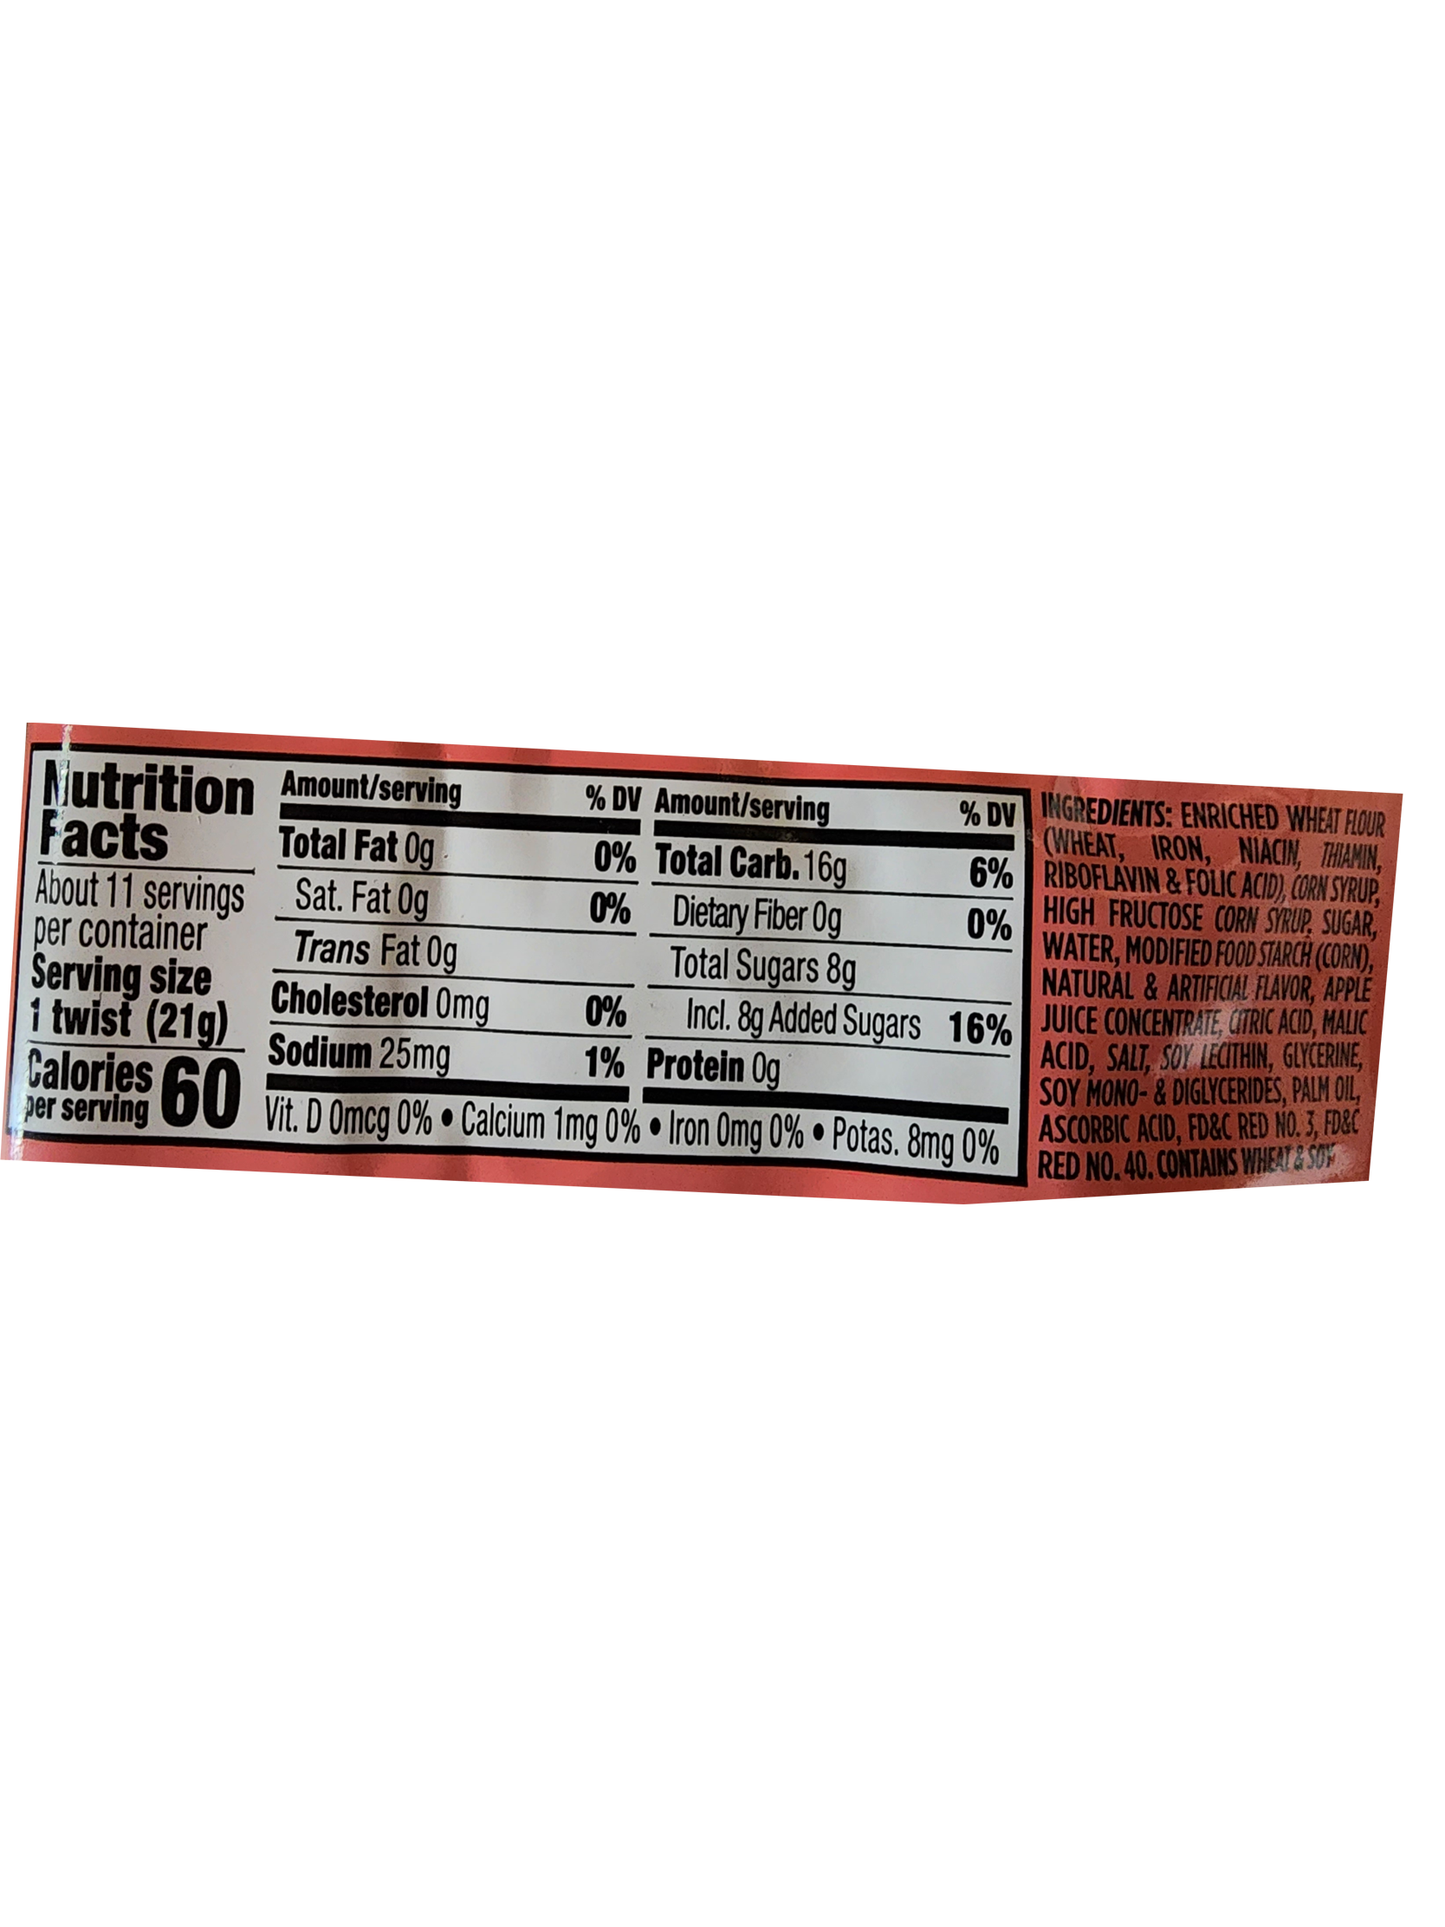 Nutrition
Facts
About 11 servings
per container
Serving size
1 twist (21g)
Calories
per serving 60
Amount/serving % DV
Total Fat 0g 0%
Sat. Fat 0g 0%
Trans Fat 0g
Cholesterol 0mg 0%
Sodium 25mg 1%
Amount/serving % DV
Total Carb. 16g 6%
Dietary Fiber 0g 0%
Total Sugars 8g
Incl. 8g Added Sugars 16%
Protein 0g
Vit. D 0mcg 0% • Calcium 1mg 0% • Iron 0mg 0% • Potas. 8mg 0%
INGREDIENTS: ENRICHED WHEAT FLOUR
(WHEAT, IRON, NIACIN, THIAMIN,
RIBOFLAVIN & FOLIC ACID), CORN SYRUP,
HIGH FRUCTOSE CORN SYRUP, SUGAR,
WATER, MODIFIED FOOD STARCH (CORN),
NATURAL & ARTIFICIAL FLAVOR, APPLE
JUICE CONCENTRATE, CITRIC ACID, MALIC
ACID, SALT, SOY LECITHIN, GLYCERINE,
SOY MONO- & DIGLYCERIDES, PALM OIL,
ASCORBIC ACID, FD&C RED NO. 3, FD&C
RED NO. 40. CONTAINS WHEAT & SOY